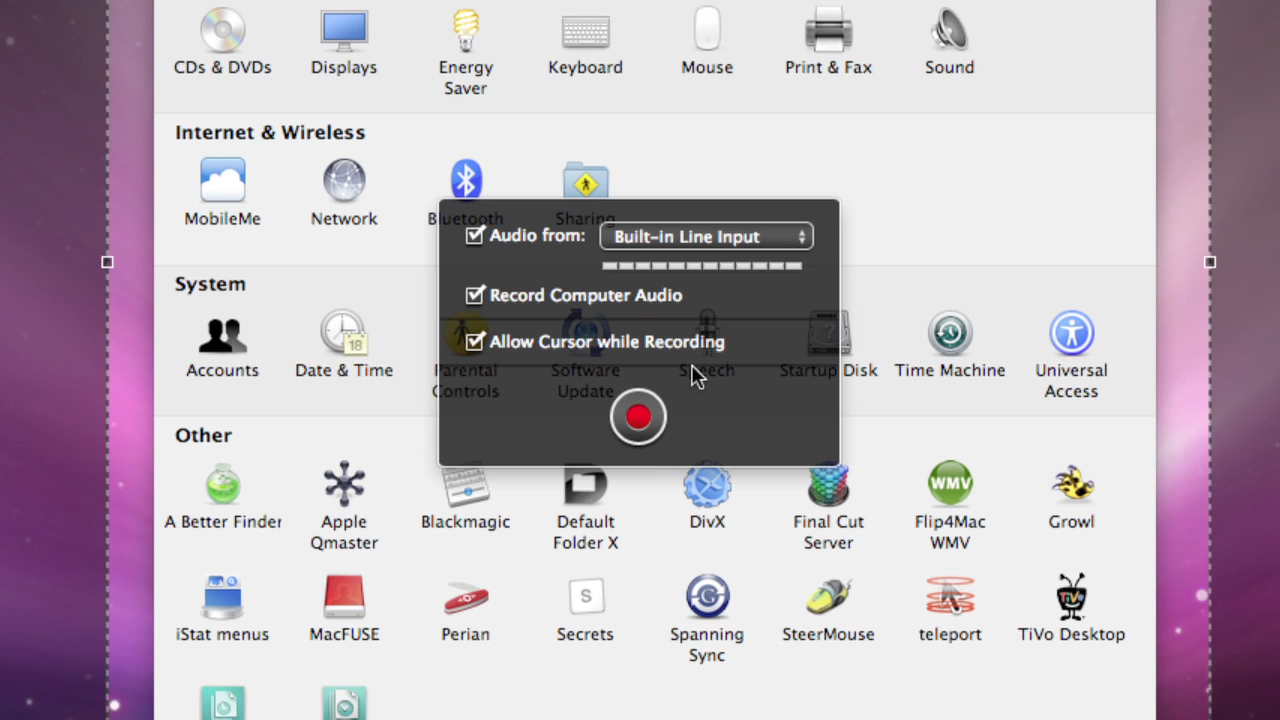 CDs & DVDs Displays Energy Saver Keyboard Mouse Print & Fax Sound
Internet & Wireless
MobileMe Network Bluetooth Sharing
Audio from: Built-in Line Input
Record Computer Audio
Allow Cursor while Recording
System
18
Accounts Date & Time Parental Controls Software Update Speech Startup Disk Time Machine Universal Access
Other
WMV
A Better Finder Apple Qmaster Blackmagic Default Folder X DivX Final Cut Server Flip4Mac WMV Growl
S G TiVo
iStat menus MacFUSE Perian Secrets Spanning Sync SteerMouse teleport TiVo Desktop